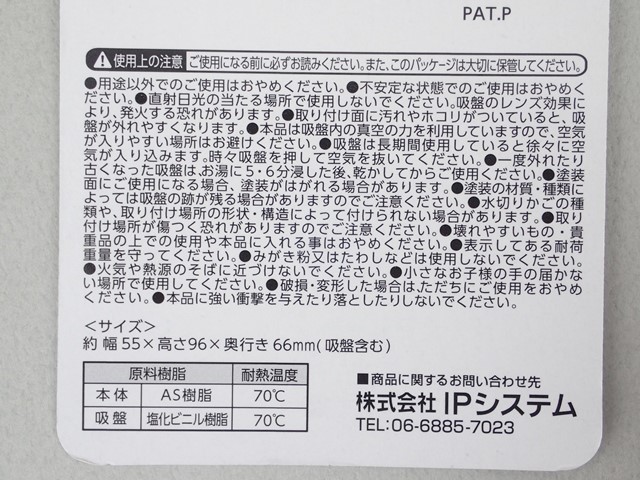 PAT.P
使用上の注意 ご使用になる前に必ずお読みください。また、このパッケージは大切に保管してください。
●用途以外でのご使用はおやめください。●不安定な状態でのご使用はおやめく
ださい。●直射日光の当たる場所で使用しないでください。吸盤のレンズ効果に
より、発火する恐れがあります。●取り付け面に汚れやホコリがついていると、吸
盤が外れやすくなります。●本品は吸盤内の真空の力を利用していますので、空気
が入りやすい場所はお避けください。●吸盤は長期間使用していると徐々に空
気が入り込みます。時々吸盤を押して空気を抜いてください。●一度外れたり
古くなった吸盤は、お湯に5・6分浸した後、乾かしてからご使用ください。●塗装
面にご使用になる場合、塗装がはがれる場合があります。●塗装の材質・種類に
よっては吸盤の跡が残る場合がありますのでご注意ください。●水切りかごの種
類や、取り付け場所の形状・構造によって付けられない場合があります。●取り
付け場所が傷つく恐れがありますのでご注意ください。●壊れやすいもの・貴
重品の上での使用や本品に入れる事はおやめください。●表示してある耐荷
重量を守ってください。●みがき粉又はたわしなどは使用しないでください。
●火気や熱源のそばに近づけないでください。●小さなお子様の手の届かな
い場所で使用してください。●破損・変形した場合は、ただちにご使用をおやめ
ください。●本品に強い衝撃を与えたり落としたりしないでください。
＜サイズ＞
約 幅55×高さ96×奥行き66mm(吸盤含む)
原料樹脂 耐熱温度
本体 AS樹脂 70℃
吸盤 塩化ビニル樹脂 70℃
■商品に関するお問い合わせ先
株式会社 IPシステム
TEL:06-6885-7023